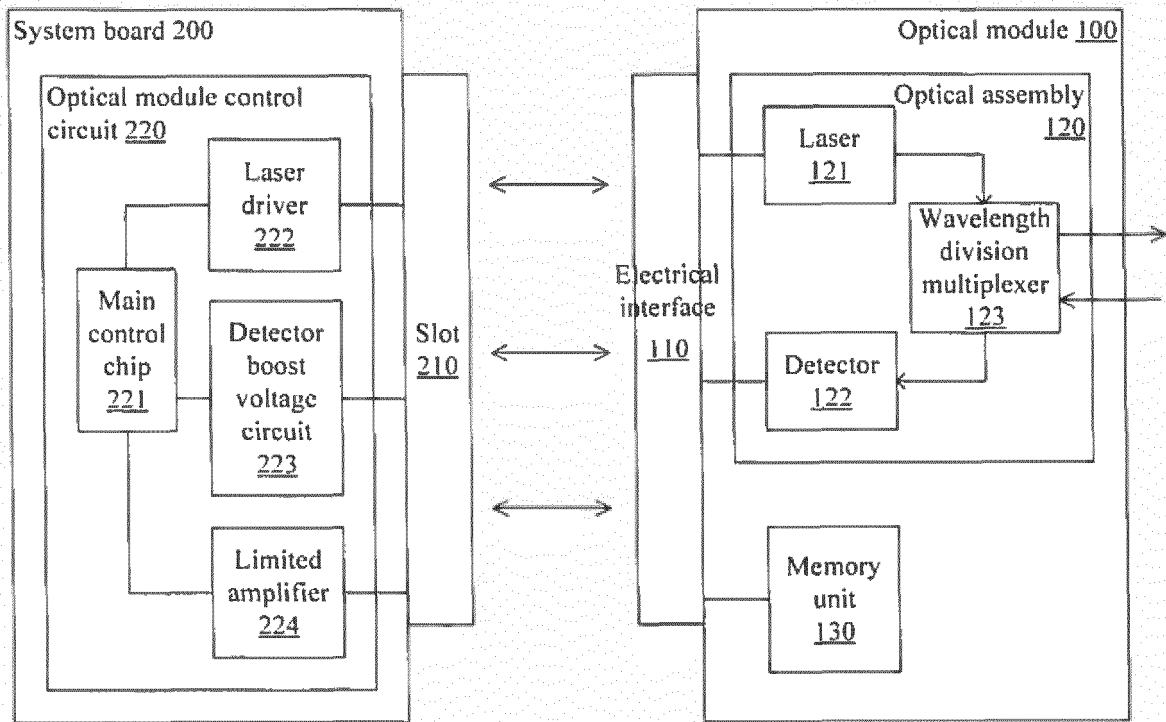 System board 200
Optical module control
circuit 220
Laser
driver
222
Main
control
chip
221
Detector
boost
voltage
circuit
223
Limited
amplifier
224
Slot
210
Optical module 100
Electrical
interface
110
Optical assembly
120
Laser
121
Wavelength
division
multiplexer
123
Detector
122
Memory
unit
130